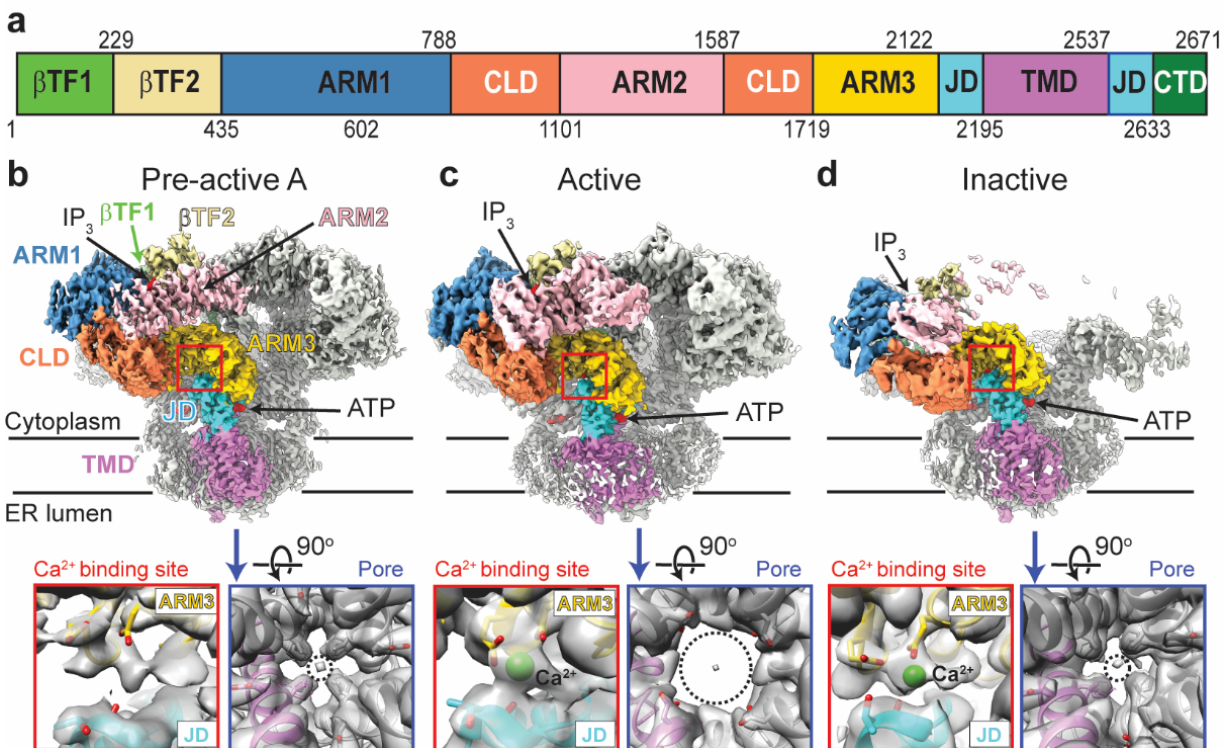 a
229 788 1587 2122 2537 2671
βTF1 βTF2 ARM1 CLD ARM2 CLD ARM3 JD TMD JD CTD
1 435 602 1101 1719 2195 2633
b Pre-active A c Active d Inactive
IP3 βTF1 βTF2 ARM2 IP3 IP3
ARM1
CLD ARM3
JD ATP ATP ATP
Cytoplasm
TMD
ER lumen
90° 90° 90°
Ca2+ binding site Pore Ca2+ binding site Pore Ca2+ binding site Pore
ARM3 ARM3 ARM3
Ca2+ Ca2+
JD JD JD